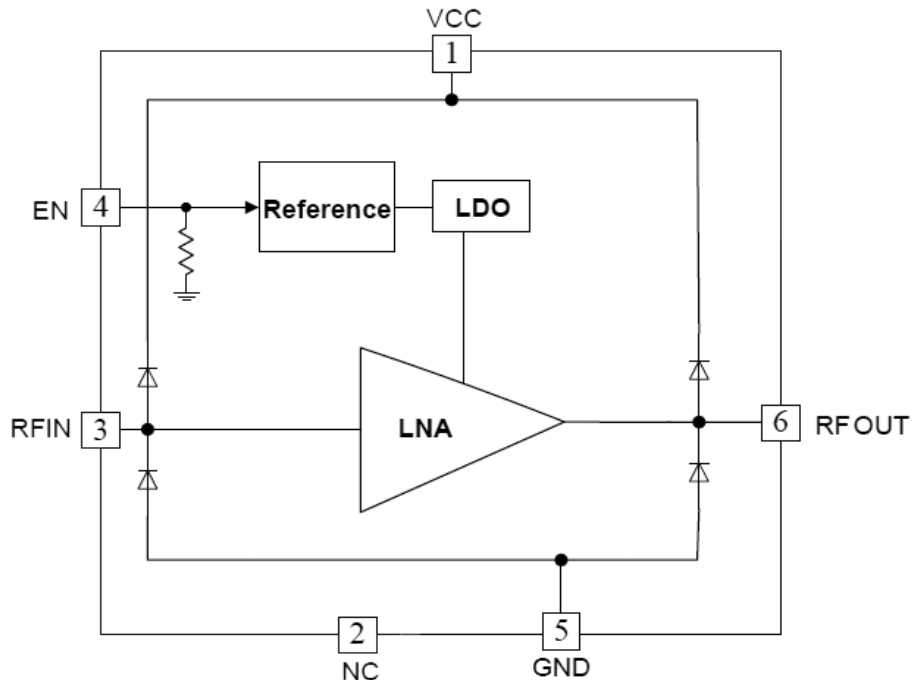 VCC
1
EN
4
Reference
LDO
RFIN
3
LNA
6
RFOUT
2
NC
5
GND